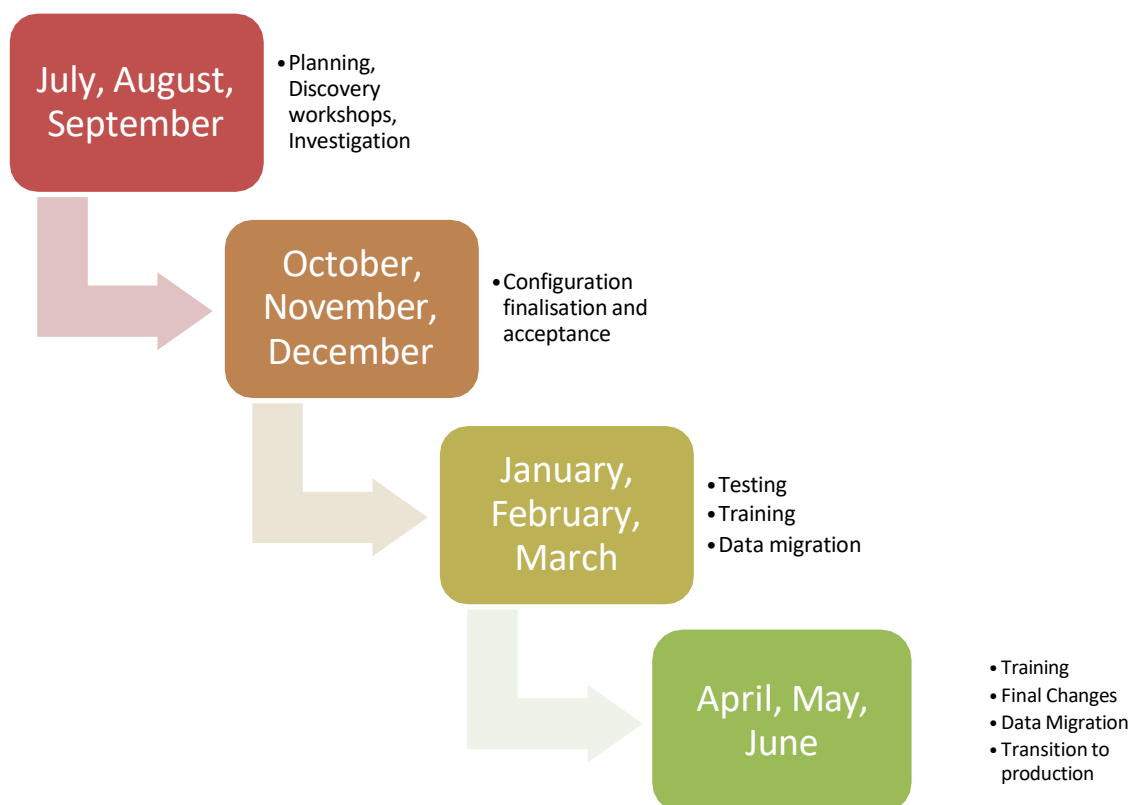 July, August,
September
•Planning,
Discovery
workshops,
Investigation
October,
November,
December
•Configuration
finalisation and
acceptance
January,
February,
March
•Testing
•Training
•Data migration
April, May,
June
•Training
•Final Changes
•Data Migration
•Transition to
production